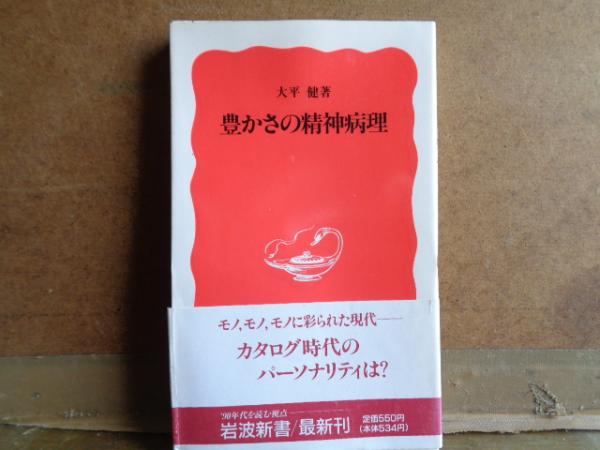 大平 健著
豊かさの精神病理
モノ、モノ、モノに彩られた現代――
カタログ時代の
パーソナリティは?
'90年代を読む視点
岩波新書/最新刊
定価550円
(本体534円)